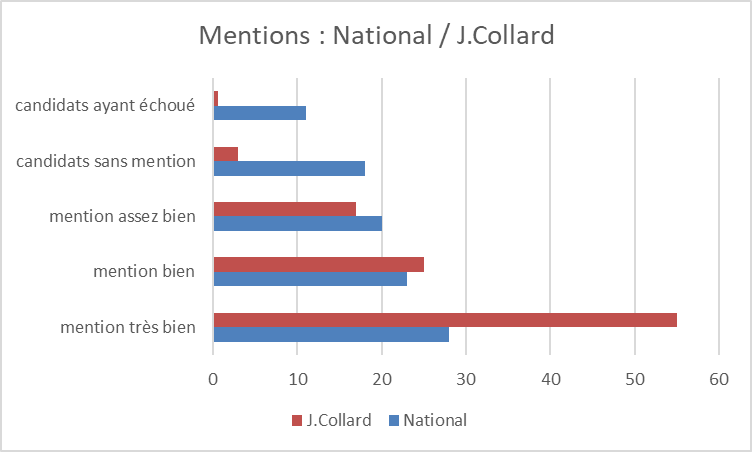 Mentions : National / J.Collard
candidats ayant échoué
candidats sans mention
mention assez bien
mention bien
mention très bien
0 10 20 30 40 50 60
J.Collard National